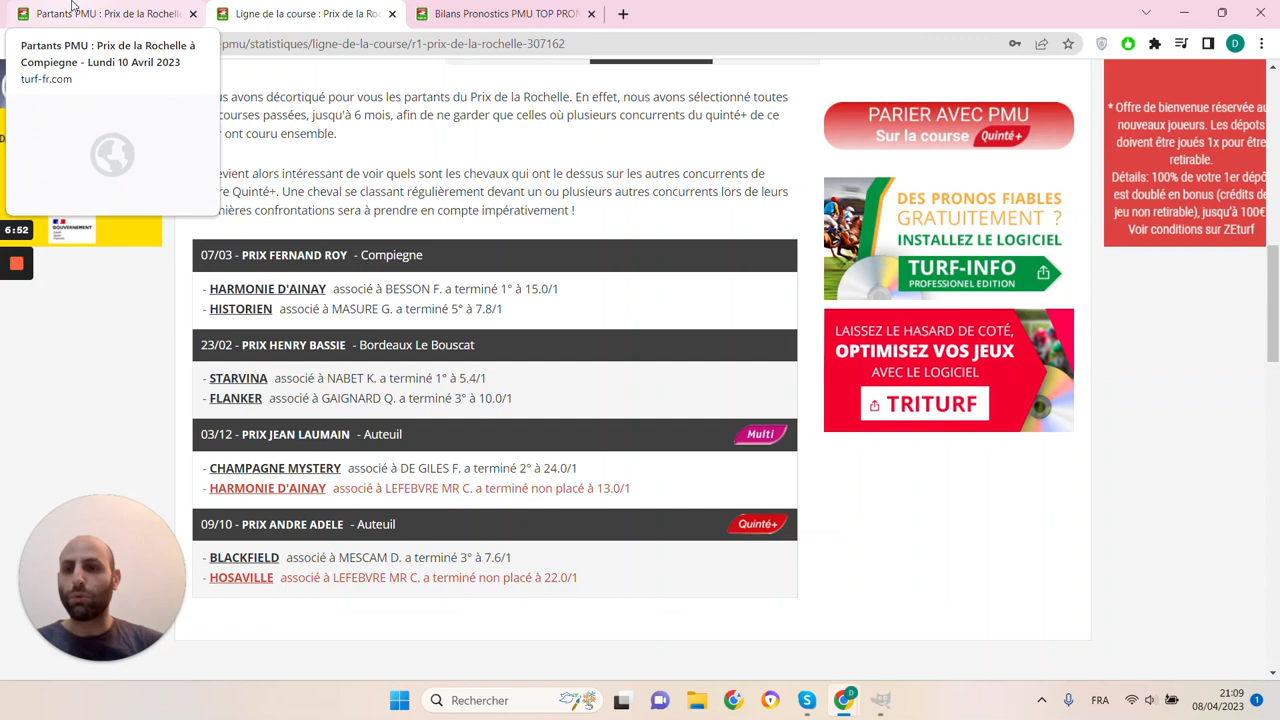 Partants PMU : Prix de la Rochelle
Ligne de la course : Prix de la Ro
Bilans Pronostics PMU TOP PRON
Partants PMU : Prix de la Rochelle à
Compiegne - Lundi 10 Avril 2023
turf-fr.com
pmu/statistiques/ligne-de-la-course/r1-prix-de-la-rochelle-307162
D
us avons décortiqué pour vous les partants du Prix de la Rochelle. En effet, nous avons sélectionné toutes
courses passées, jusqu'à 6 mois, afin de ne garder que celles où plusieurs concurrents du quinté+ de ce
r ont couru ensemble.
evient alors intéressant de voir quels sont les chevaux qui ont le dessus sur les autres concurrents de
re Quinté+. Une cheval se classant régulièrement devant un ou plusieurs autres concurrents lors de leurs
nières confrontations sera à prendre en compte impérativement !
6:52
GOUVERNEMENT
07/03 - PRIX FERNAND ROY - Compiegne
- HARMONIE D'AINAY associé à BESSON F. a terminé 1° à 15.0/1
- HISTORIEN associé à MASURE G. a terminé 5° à 7.8/1
23/02 - PRIX HENRY BASSIE - Bordeaux Le Bouscat
- STARVINA associé à NABET K. a terminé 1° à 5.4/1
- FLANKER associé à GAIGNARD Q. a terminé 3° à 10.0/1
03/12 - PRIX JEAN LAUMAIN - Auteuil
Multi
- CHAMPAGNE MYSTERY associé à DE GILES F. a terminé 2° à 24.0/1
- HARMONIE D'AINAY associé à LEFEBVRE MR C. a terminé non placé à 13.0/1
09/10 - PRIX ANDRE ADELE - Auteuil
Quinté+
- BLACKFIELD associé à MESCAM D. a terminé 3° à 7.6/1
- HOSAVILLE associé à LEFEBVRE MR C. a terminé non placé à 22.0/1
PARIER AVEC PMU
Sur la course Quinté+
DES PRONOS FIABLES
GRATUITEMENT ?
INSTALLEZ LE LOGICIEL
TURF-INFO
PROFESSIONEL EDITION
LAISSEZ LE HASARD DE COTÉ,
OPTIMISEZ VOS JEUX
AVEC LE LOGICIEL
TRITURF
* Offre de bienvenue réservée au
nouveaux joueurs. Les dépots
doivent être joués 1x pour être
retirable.
Détails: 100% de votre 1er dépô
est doublé en bonus (crédits de
jeu non retirable), jusqu'à 100€
Voir conditions sur ZEturf
Rechercher
FRA
21:09
08/04/2023
1